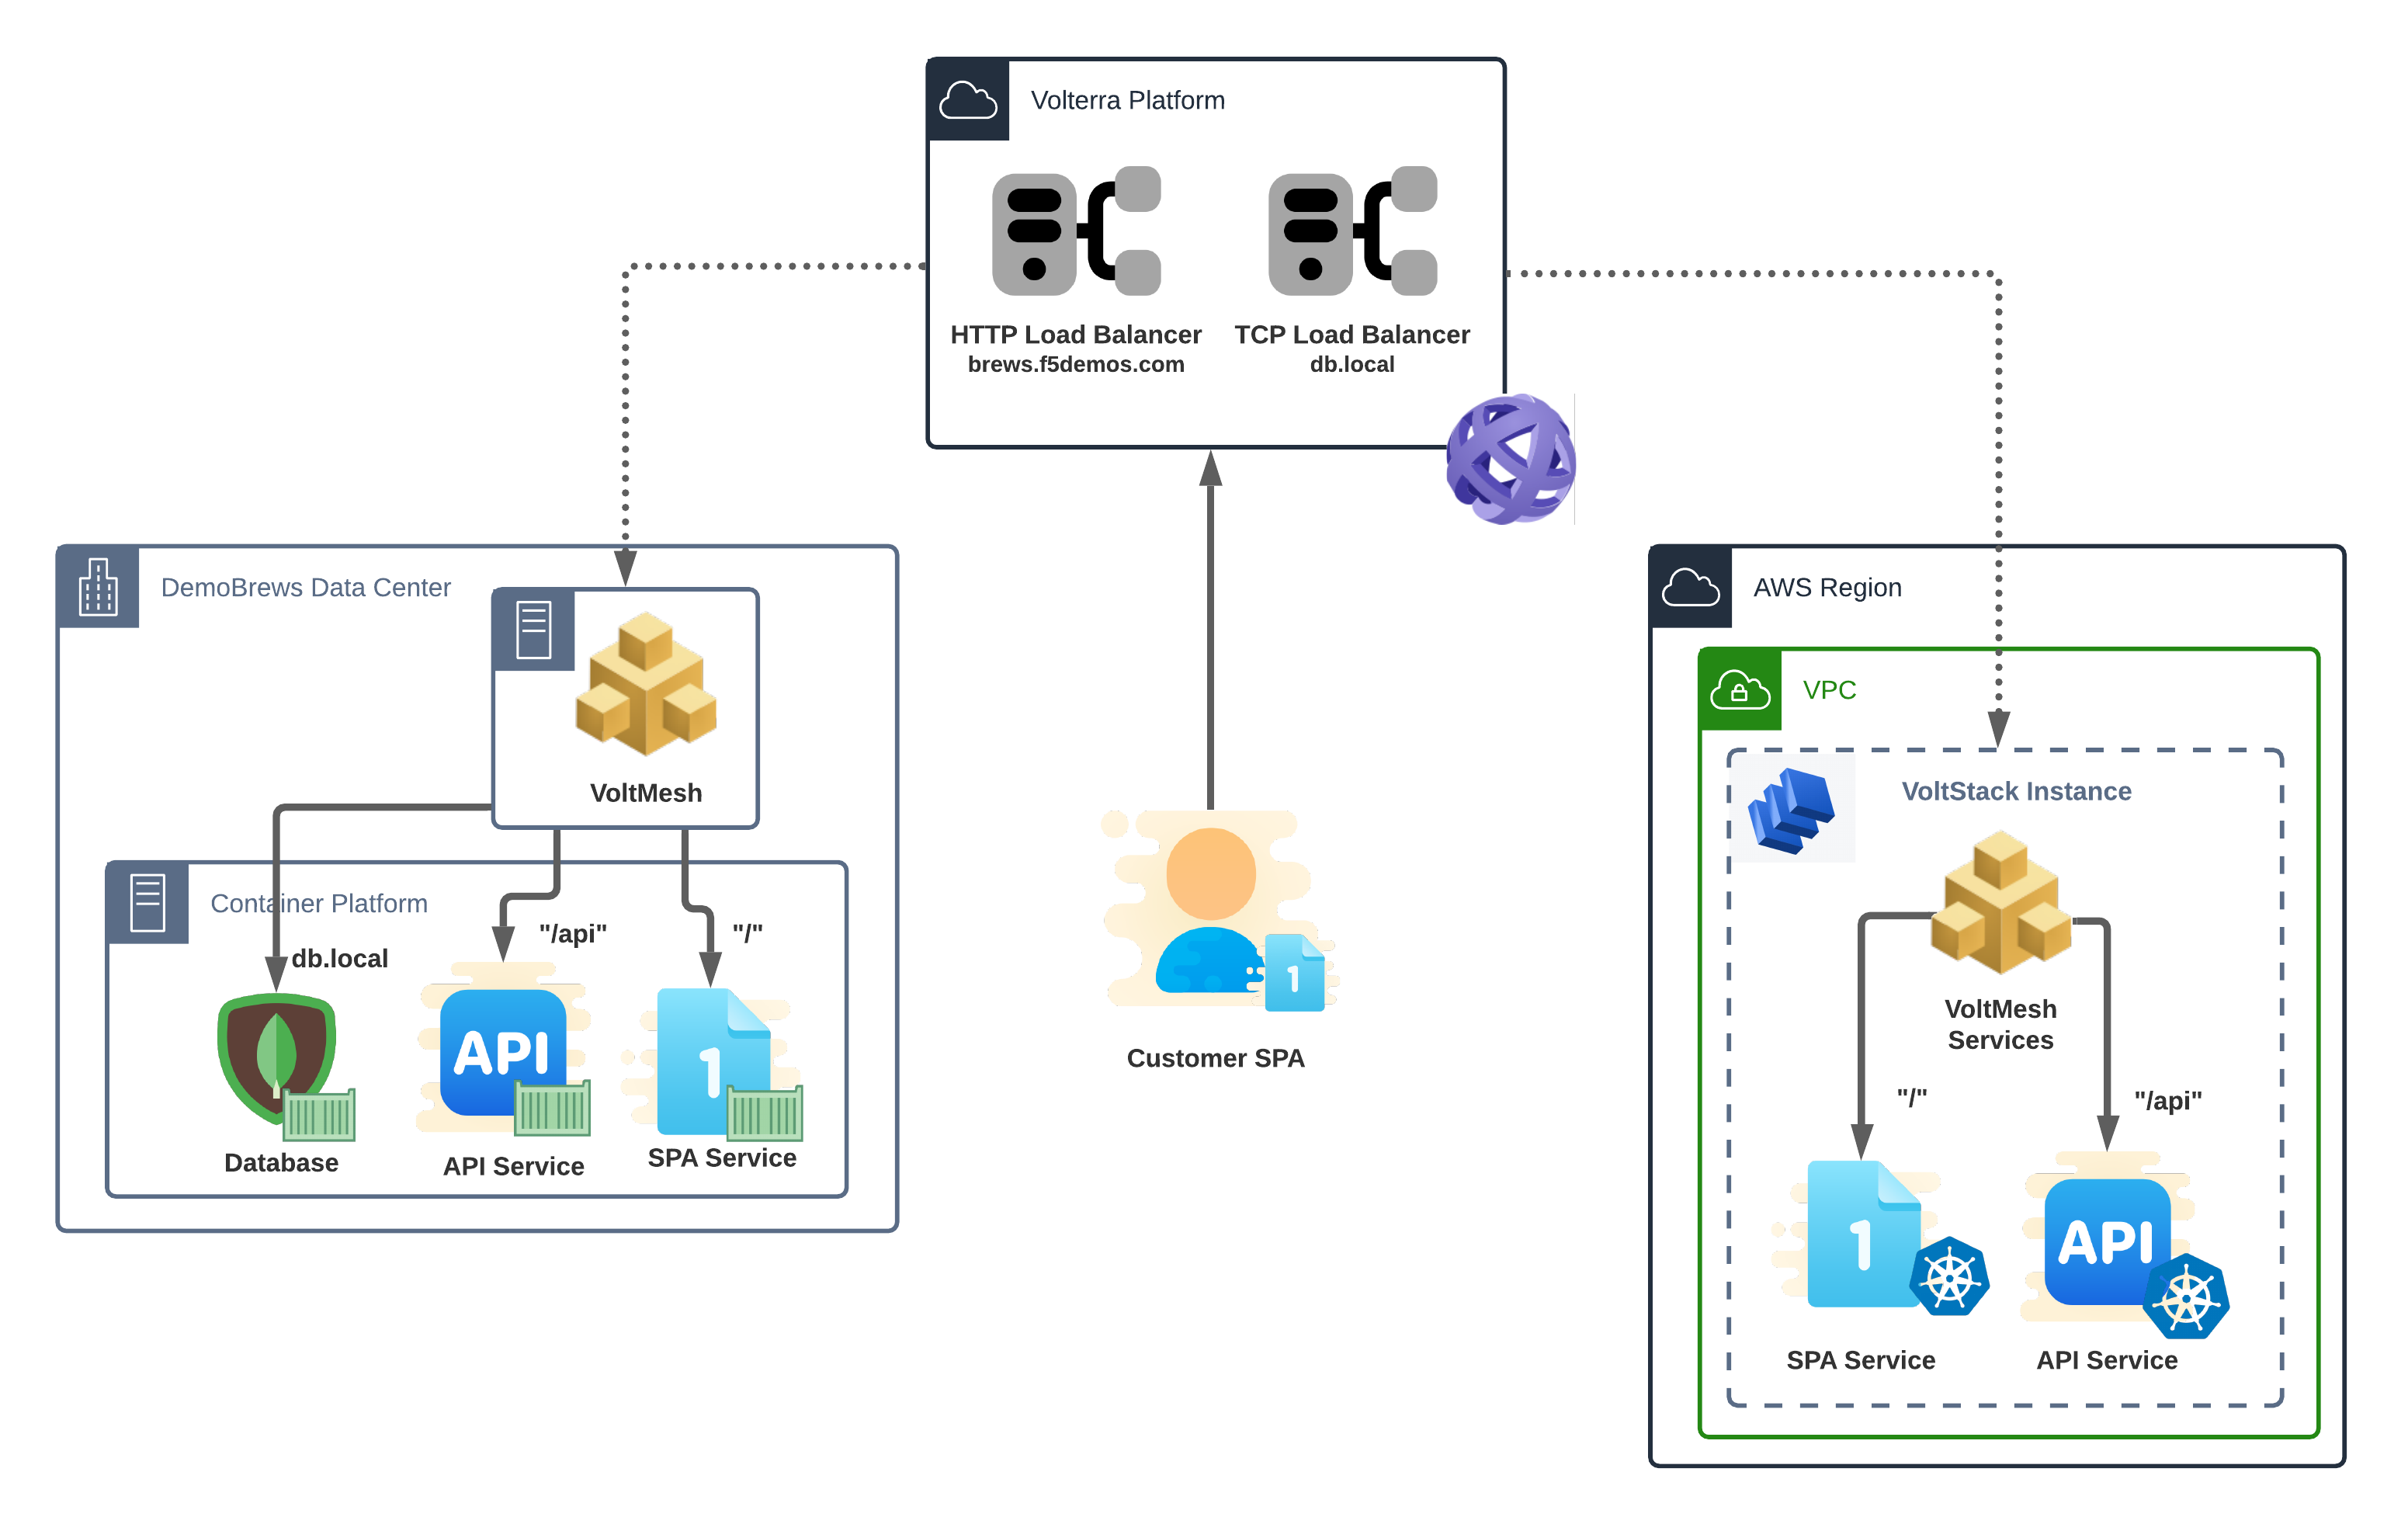 Volterra Platform
HTTP Load Balancer
brews.f5demos.com
TCP Load Balancer
db.local
DemoBrews Data Center
VoltMesh
Container Platform
db.local
"/api"
"/"
API
1
Database
API Service
SPA Service
1
Customer SPA
AWS Region
VPC
VoltStack Instance
VoltMesh
Services
"/"
"/api"
1
API
SPA Service
API Service